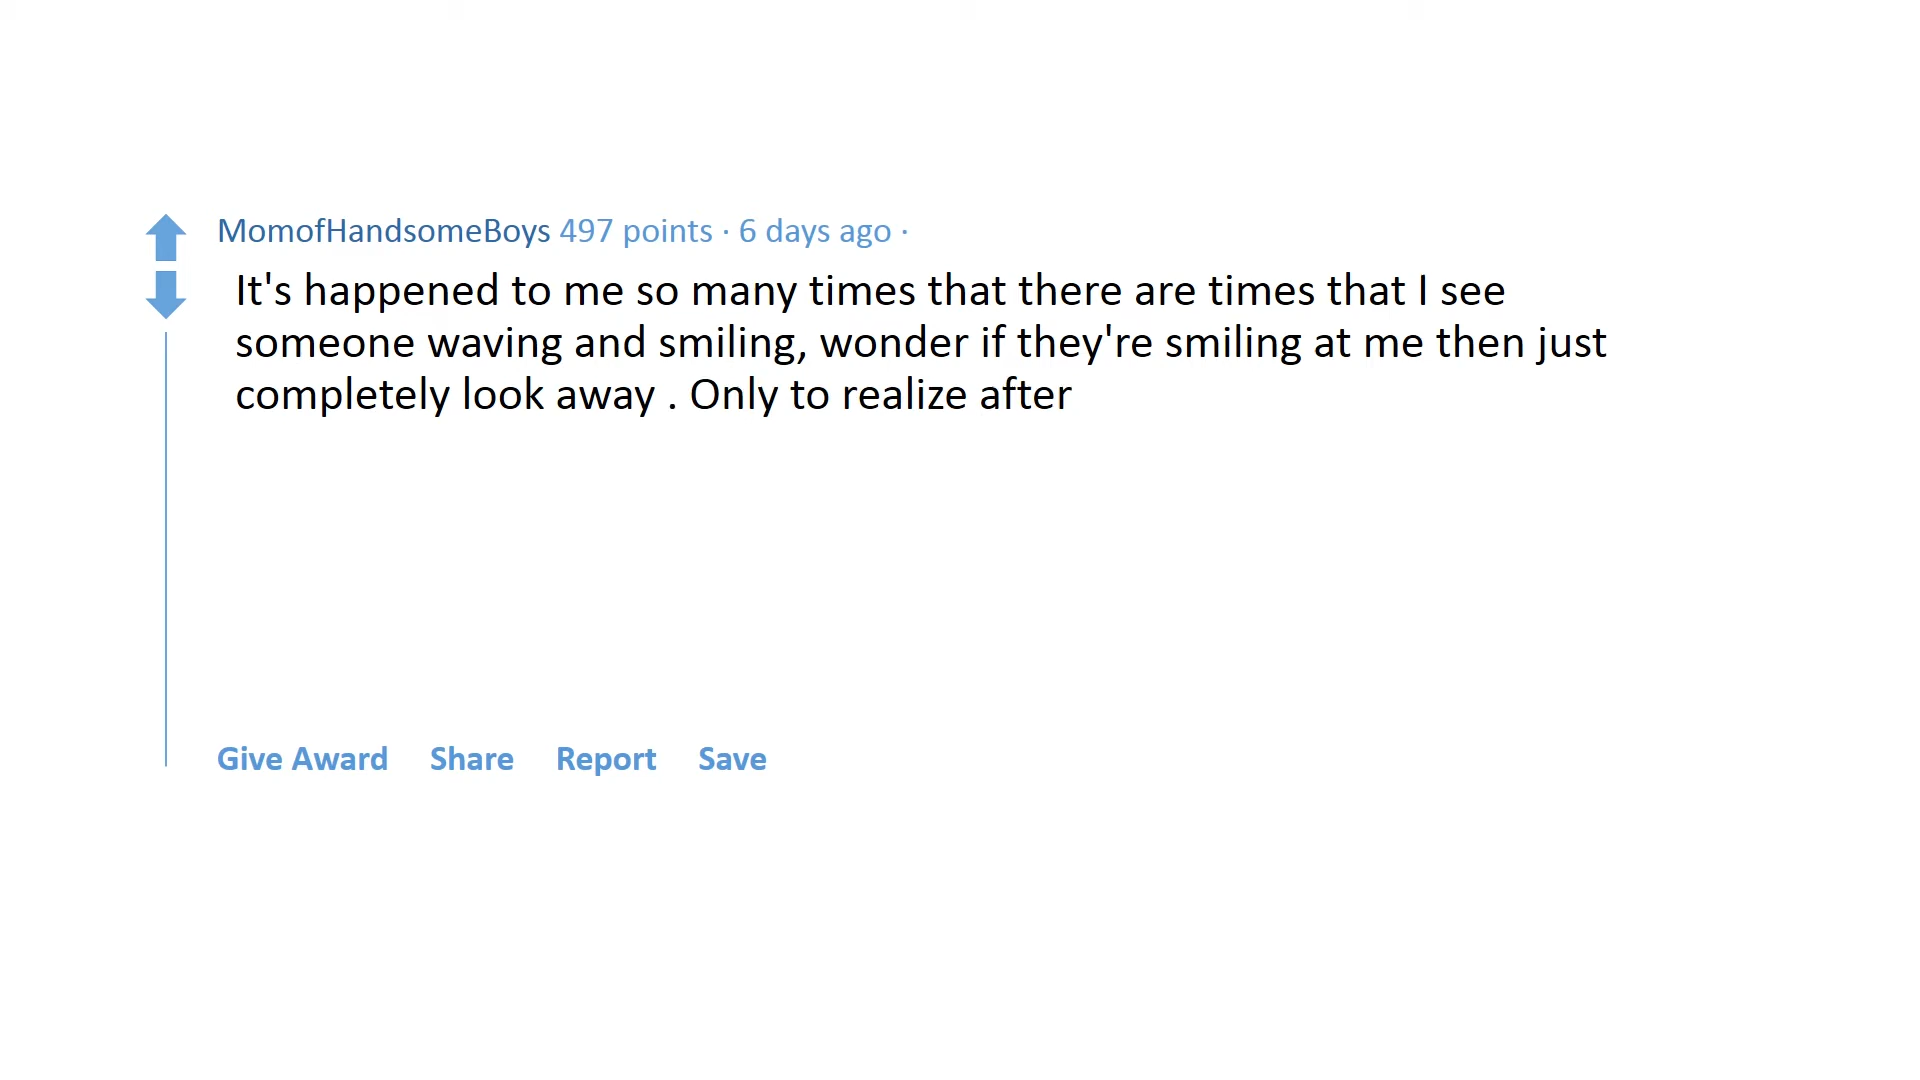 MomofHandsomeBoys 497 points · 6 days ago ·
It's happened to me so many times that there are times that I see
someone waving and smiling, wonder if they're smiling at me then just
completely look away . Only to realize after
Give Award Share Report Save